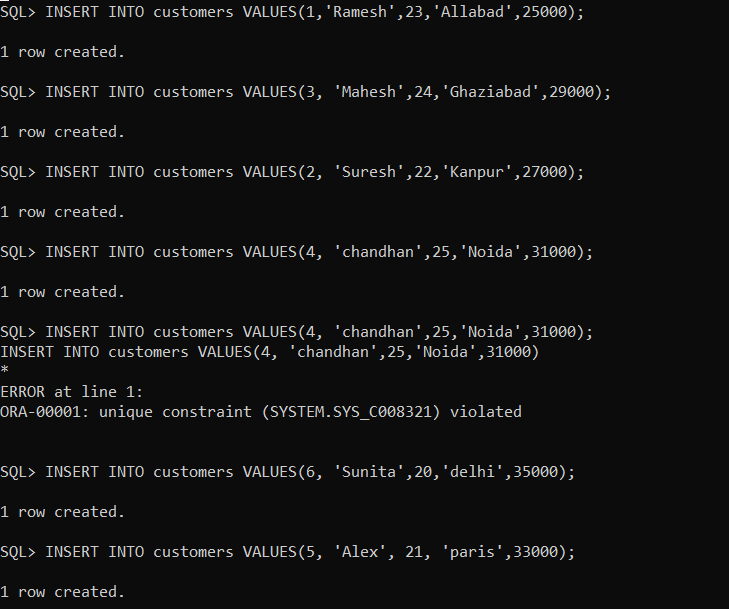 SQL> INSERT INTO customers VALUES(1,'Ramesh',23,'Allabad',25000);
1 row created.
SQL> INSERT INTO customers VALUES(3, 'Mahesh',24,'Ghaziabad',29000);
1 row created.
SQL> INSERT INTO customers VALUES(2, 'Suresh',22,'Kanpur',27000);
1 row created.
SQL> INSERT INTO customers VALUES(4, 'chandhan',25,'Noida',31000);
1 row created.
SQL> INSERT INTO customers VALUES(4, 'chandhan',25,'Noida',31000);
INSERT INTO customers VALUES(4, 'chandhan',25,'Noida',31000)
*
ERROR at line 1:
ORA-00001: unique constraint (SYSTEM.SYS_C008321) violated
SQL> INSERT INTO customers VALUES(6, 'Sunita',20,'delhi',35000);
1 row created.
SQL> INSERT INTO customers VALUES(5, 'Alex', 21, 'paris',33000);
1 row created.